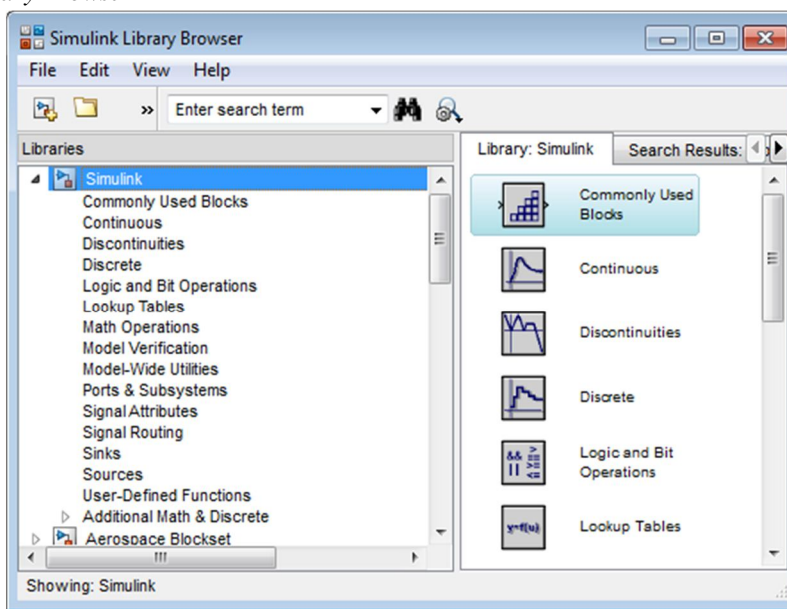 Simulink Library Browser
File Edit View Help
» Enter search term
Libraries
Library: Simulink
Search Results:
Simulink
Commonly Used Blocks
Continuous
Discontinuities
Discrete
Logic and Bit Operations
Lookup Tables
Math Operations
Model Verification
Model-Wide Utilities
Ports & Subsystems
Signal Attributes
Signal Routing
Sinks
Sources
User-Defined Functions
Additional Math & Discrete
Aerospace Blockset
Commonly Used
Blocks
Continuous
Discontinuities
Discrete
&& >=
||
Logic and Bit
Operations
y=f(u)
Lookup Tables
Showing: Simulink